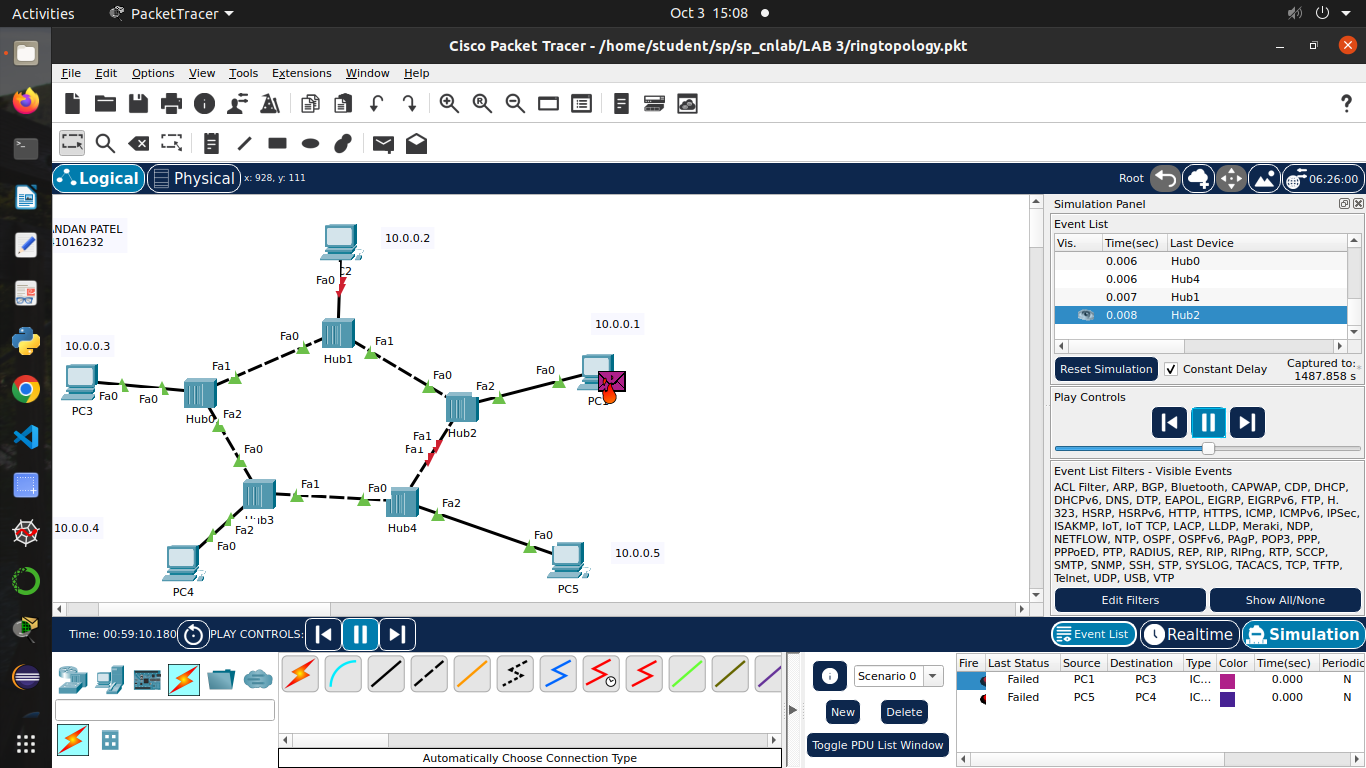 Activities PacketTracer Oct 3 15:08
Cisco Packet Tracer - /home/student/sp/sp_cnlab/LAB 3/ringtopology.pkt
File Edit Options View Tools Extensions Window Help
Logical Physical x: 928, y: 111 Root 06:26:00
ANDAN PATEL
1016232
10.0.0.2
Fa0
Hub1
Fa0
Fa1
10.0.0.1
10.0.0.3
Fa1
Fa0
Fa0
Fa2
Fa0
Fa0
PC3
Hub0
Fa2
Hub2
Fa1
Fa1
Fa0
Fa1
Fa0
Fa2
Hub4
10.0.0.4
Fa2
Fa0
Fa0
10.0.0.5
PC4
PC5
Simulation Panel
Event List
Vis. Time(sec) Last Device
0.006 Hub0
0.006 Hub4
0.007 Hub1
0.008 Hub2
Reset Simulation Constant Delay Captured to:
1487.858 s
Play Controls
Event List Filters - Visible Events
ACL Filter, ARP, BGP, Bluetooth, CAPWAP, CDP, DHCP,
DHCPv6, DNS, DTP, EAPOL, EIGRP, EIGRPv6, FTP, H.
323, HSRP, HSRPv6, HTTP, HTTPS, ICMP, ICMPv6, IPSec,
ISAKMP, IoT, IoT TCP, LACP, LLDP, Meraki, NDP,
NETFLOW, NTP, OSPF, OSPFv6, PAgP, POP3, PPP,
PPPoED, PTP, RADIUS, REP, RIP, RIPng, RTP, SCCP,
SMTP, SNMP, SSH, STP, SYSLOG, TACACS, TCP, TFTP,
Telnet, UDP, USB, VTP
Edit Filters Show All/None
Time: 00:59:10.180 PLAY CONTROLS: Event List Realtime Simulation
Scenario 0
New Delete
Toggle PDU List Window
Fire Last Status Source Destination Type Color Time(sec) Periodic
Failed PC1 PC3 IC... 0.000 N
Failed PC5 PC4 IC... 0.000 N
Automatically Choose Connection Type